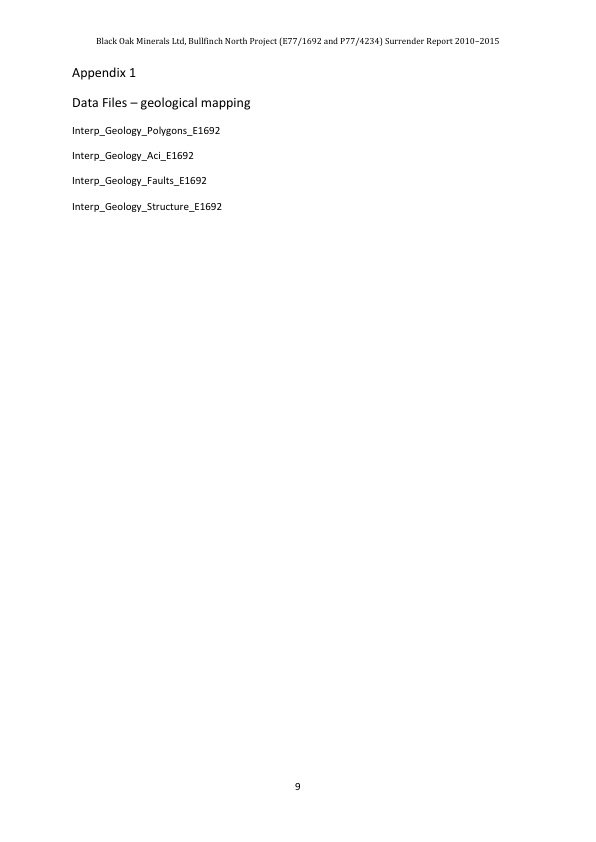 Black Oak Minerals Ltd, Bullfinch North Project (E77/1692 and P77/4234) Surrender Report 2010–2015
Appendix 1
Data Files – geological mapping
Interp_Geology_Polygons_E1692
Interp_Geology_Aci_E1692
Interp_Geology_Faults_E1692
Interp_Geology_Structure_E1692
9